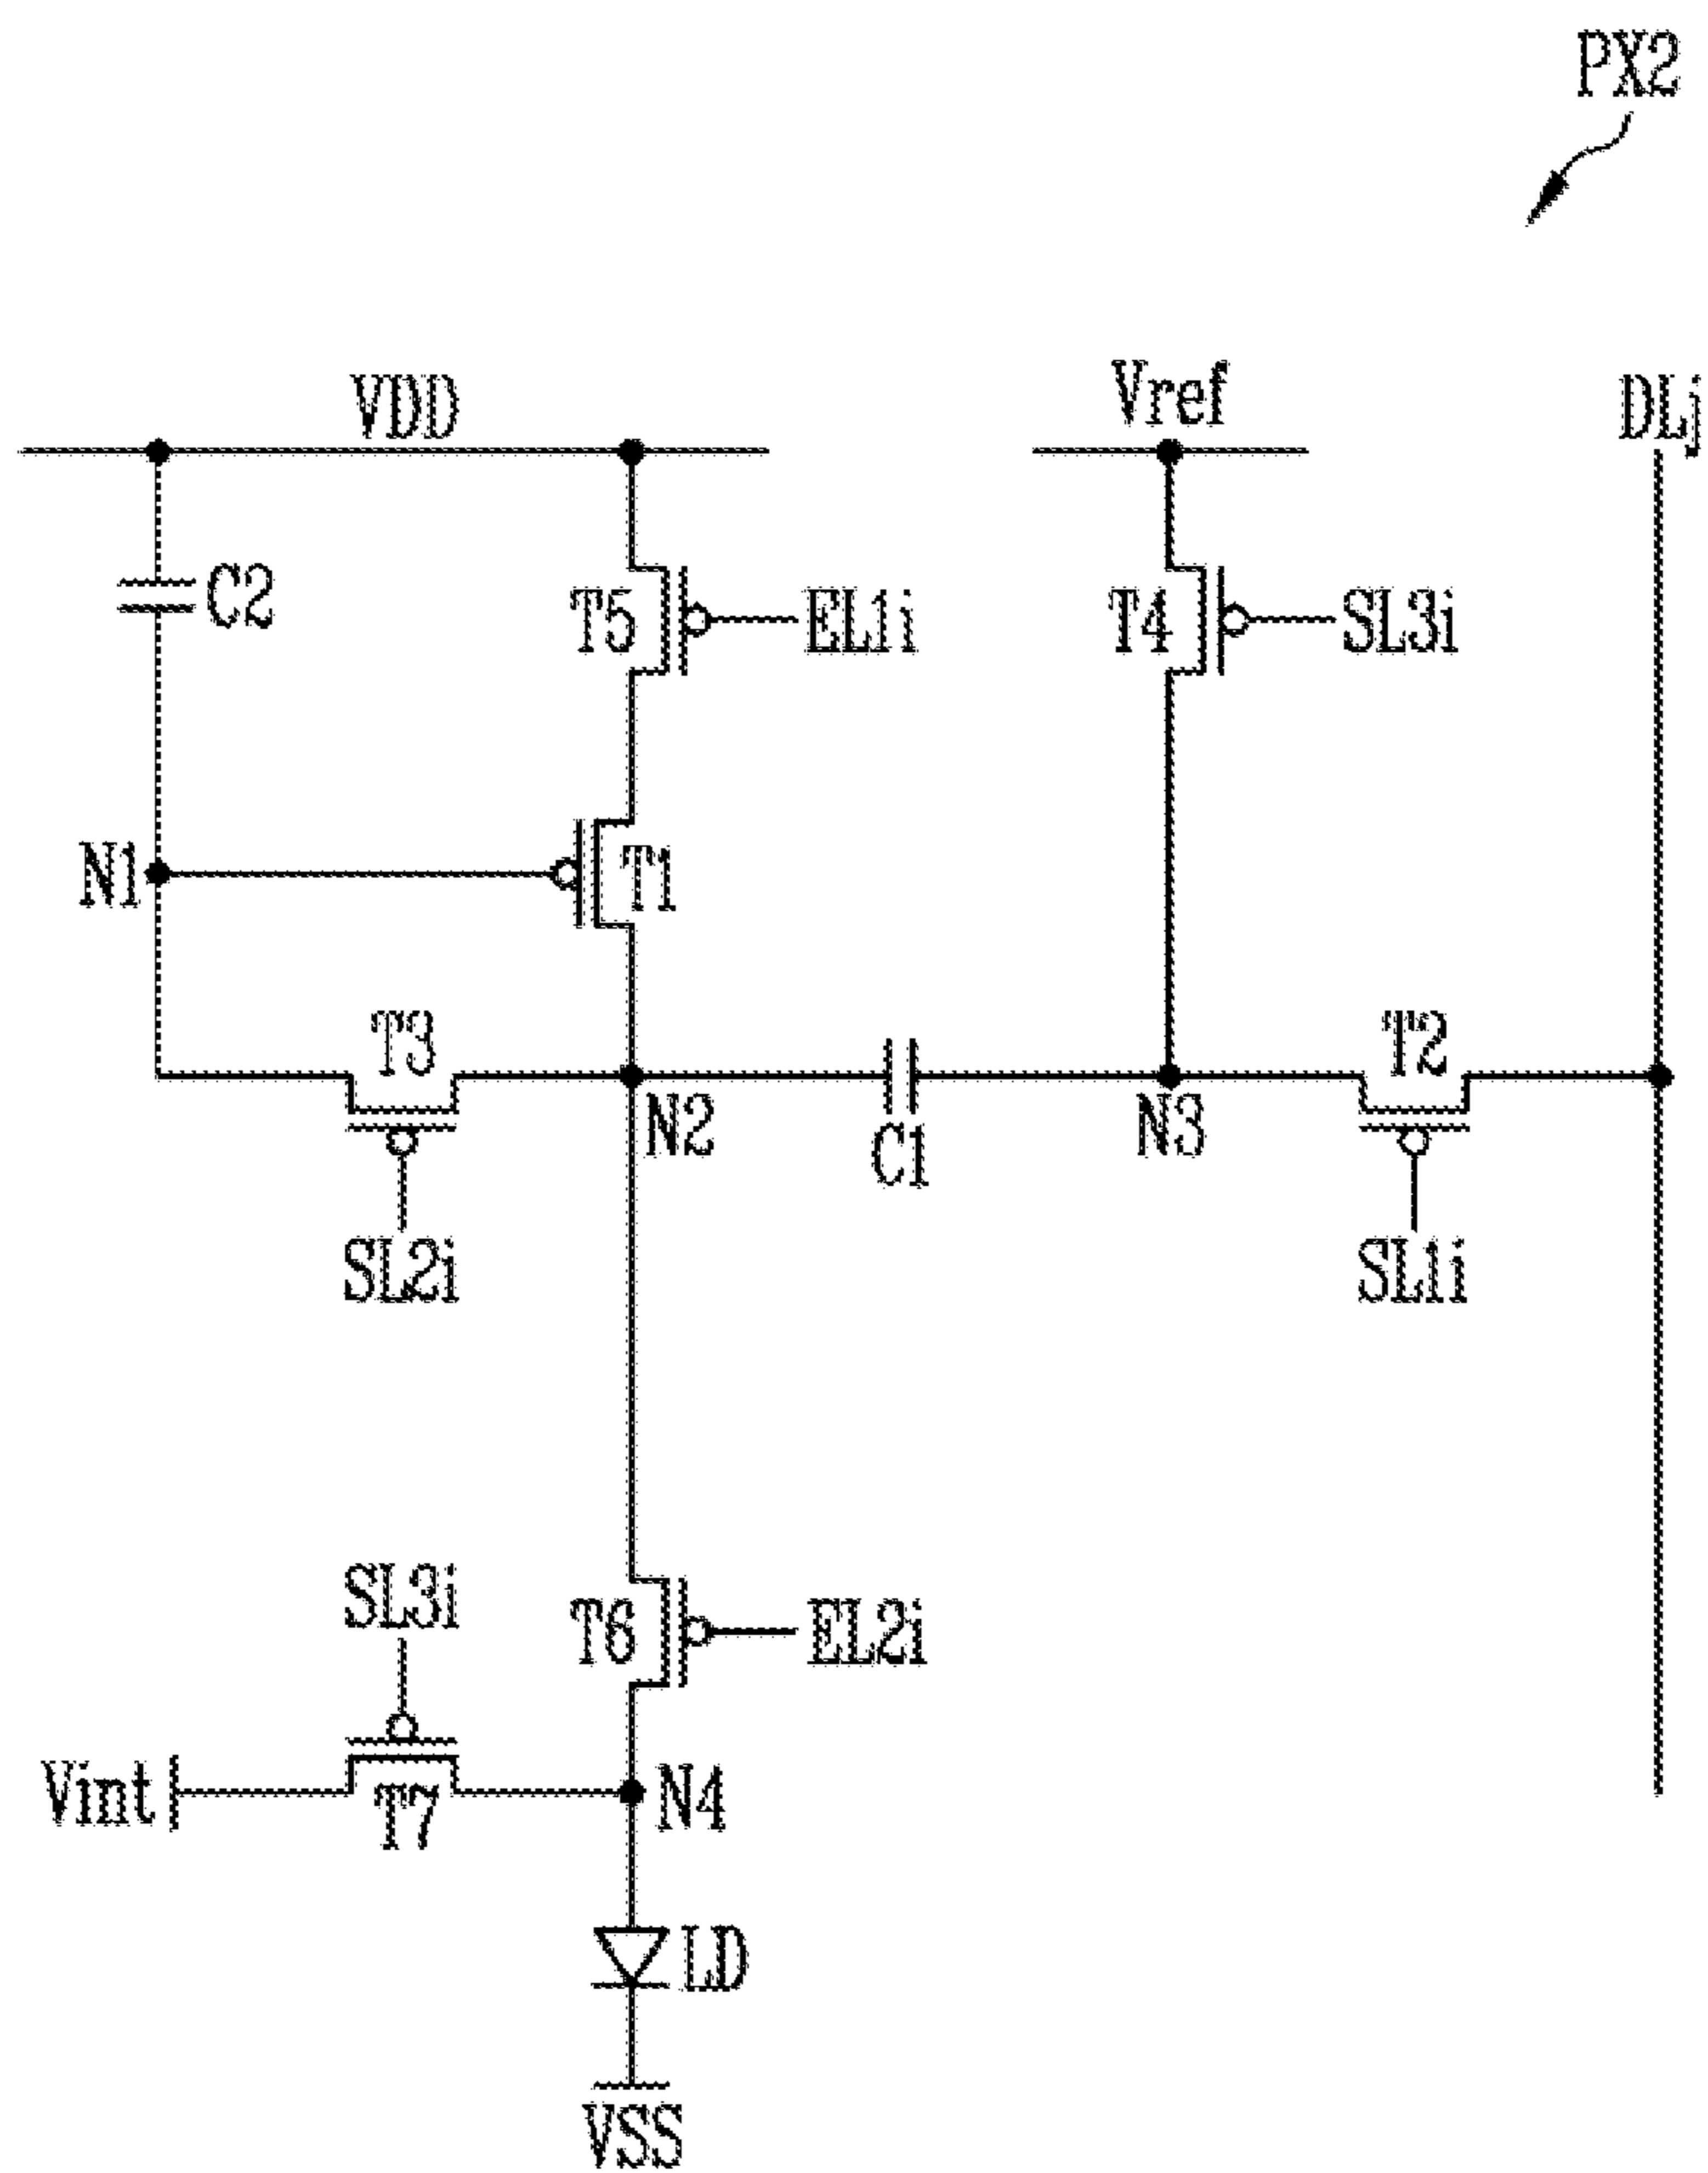 PX2
VDD
Vref
DLj
C2
T5
EL1i
T4
SL3i
N1
T1
T3
T2
N2
C1
N3
SL2i
SL1i
SL3i
T6
EL2i
Vint
T7
N4
LD
VSS